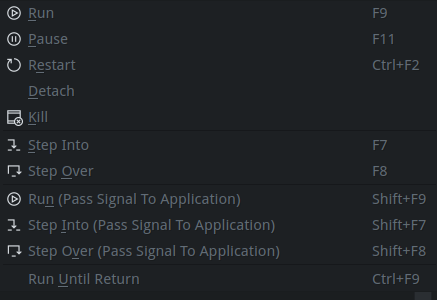 Run F9
Pause F11
Restart Ctrl+F2
Detach
Kill
Step Into F7
Step Over F8
Run (Pass Signal To Application) Shift+F9
Step Into (Pass Signal To Application) Shift+F7
Step Over (Pass Signal To Application) Shift+F8
Run Until Return Ctrl+F9